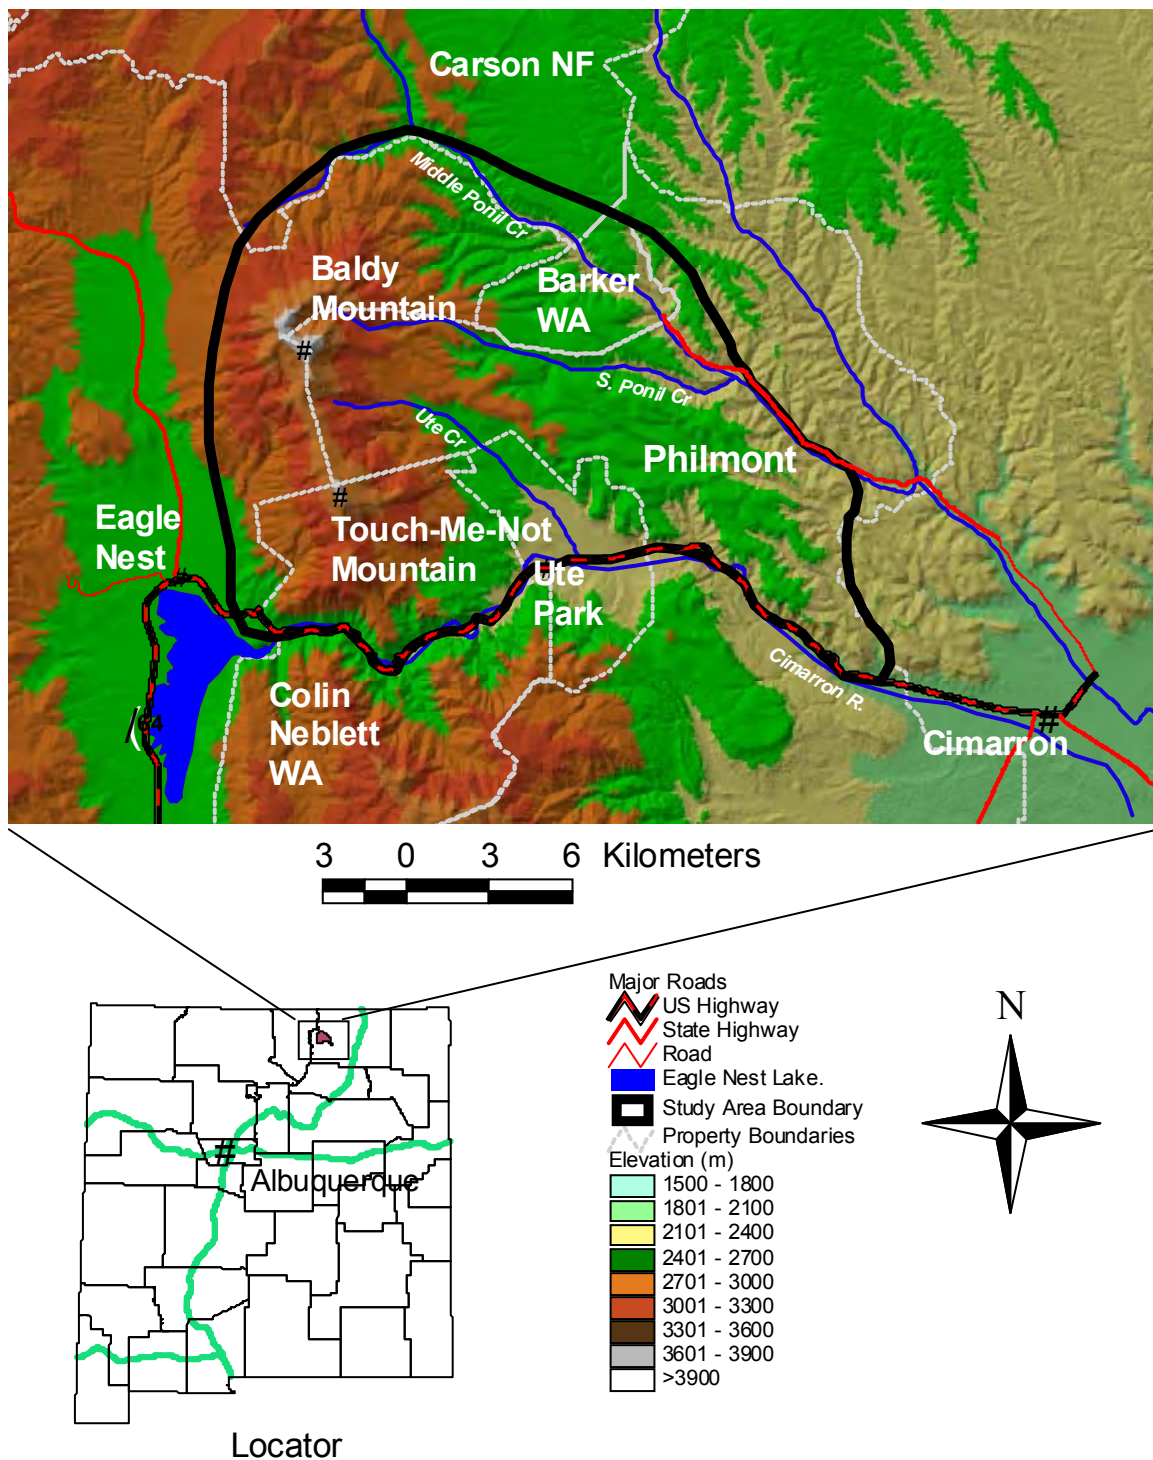 Carson NF
Middle Ponil Cr
Baldy
Mountain
Barker
WA
#
S. Ponil Cr
Ute Cr
Philmont
#
Eagle
Nest
Touch-Me-Not
Mountain
#
Ute
Park
Cimarron R.
Colin
Neblett
WA
64
#
Cimarron
3 0 3 6 Kilometers
Major Roads
US Highway
State Highway
Road
Eagle Nest Lake.
Study Area Boundary
Property Boundaries
Elevation (m)
1500 - 1800
1801 - 2100
2101 - 2400
2401 - 2700
2701 - 3000
3001 - 3300
3301 - 3600
3601 - 3900
>3900
N
#
Albuquerque
Locator